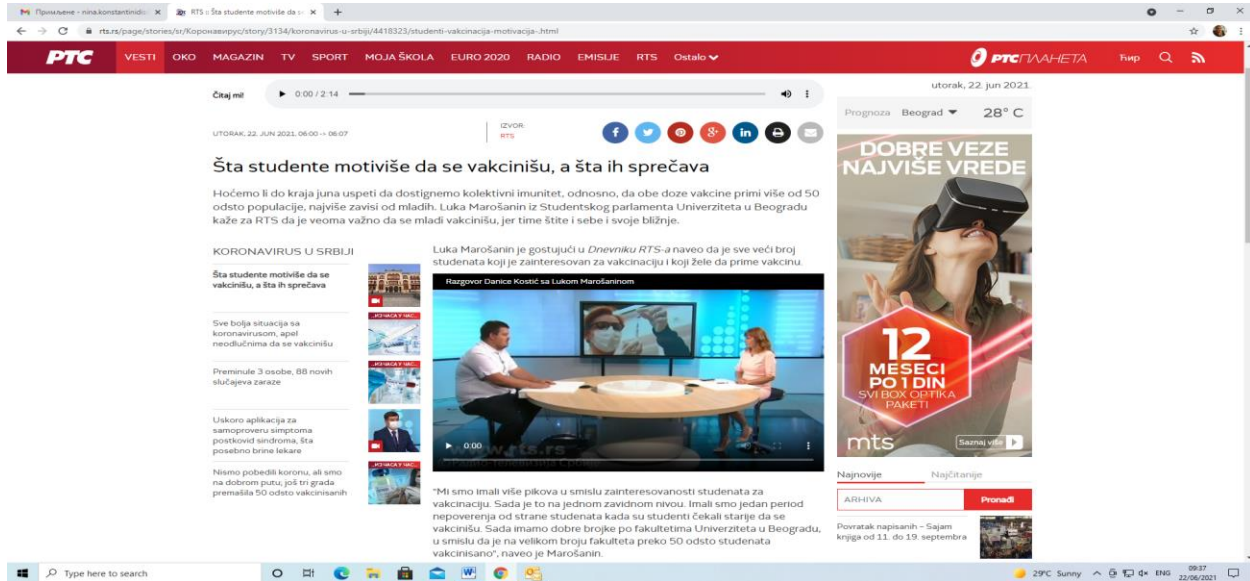 Примљене - nina.konstantinidis
RTS :: Šta studente motiviše da se
rts.rs/page/stories/sr/Коронавирус/story/3134/koronavirus-u-srbiji/4418323/studenti-vakcinacija-motivacija-.html
РТС VESTI OKO MAGAZIN TV SPORT MOJA ŠKOLA EURO 2020 RADIO EMISIJE RTS Ostalo РТС ПЛАНЕТА Ћир
Čitaj mi! 0:00 / 2:14
utorak, 22. jun 2021.
Prognoza Beograd 28° C
UTORAK, 22. JUN 2021, 06:00 -> 06:07
IZVOR:
RTS
Šta studente motiviše da se vakcinišu, a šta ih sprečava
Hoćemo li do kraja juna uspeti da dostignemo kolektivni imunitet, odnosno, da obe doze vakcine primi više od 50
odsto populacije, najviše zavisi od mladih. Luka Marošanin iz Studentskog parlamenta Univerziteta u Beogradu
kaže za RTS da je veoma važno da se mladi vakcinišu, jer time štite i sebe i svoje bližnje.
KORONAVIRUS U SRBIJI
Šta studente motiviše da se
vakcinišu, a šta ih sprečava
Sve bolja situacija sa
koronavirusom, apel
neodlučnima da se vakcinišu
Preminule 3 osobe, 88 novih
slučajeva zaraze
Uskoro aplikacija za
samoproveru simptoma
postkovid sindroma, šta
posebno brine lekare
Nismo pobedili koronu, ali smo
na dobrom putu; još tri grada
premašila 50 odsto vakcinisanih
Luka Marošanin je gostujući u Dnevniku RTS-a naveo da je sve veći broj
studenata koji je zainteresovan za vakcinaciju i koji žele da prime vakcinu.
Razgovor Danice Kostić sa Lukom Marošaninom
0:00
www.rts.rs
"Mi smo imali više pikova u smislu zainteresovanosti studenata za
vakcinaciju. Sada je to na jednom zavidnom nivou. Imali smo jedan period
nepoverenja od strane studenata kada su studenti čekali starije da se
vakcinišu. Sada imamo dobre brojke po fakultetima Univerziteta u Beogradu,
u smislu da je na velikom broju fakulteta preko 50 odsto studenata
vakcinisano", naveo je Marošanin.
DOBRE VEZE
NAJVIŠE VREDE
12
MESECI
PO 1 DIN
SVI BOX OPTIKA
PAKETI
mts
Saznaj više
Najnovije Najčitanije
ARHIVA Pronađi
Povratak napisanih – Sajam
knjiga od 11. do 19. septembra
Type here to search
29°C Sunny ENG
09:37
22/06/2021